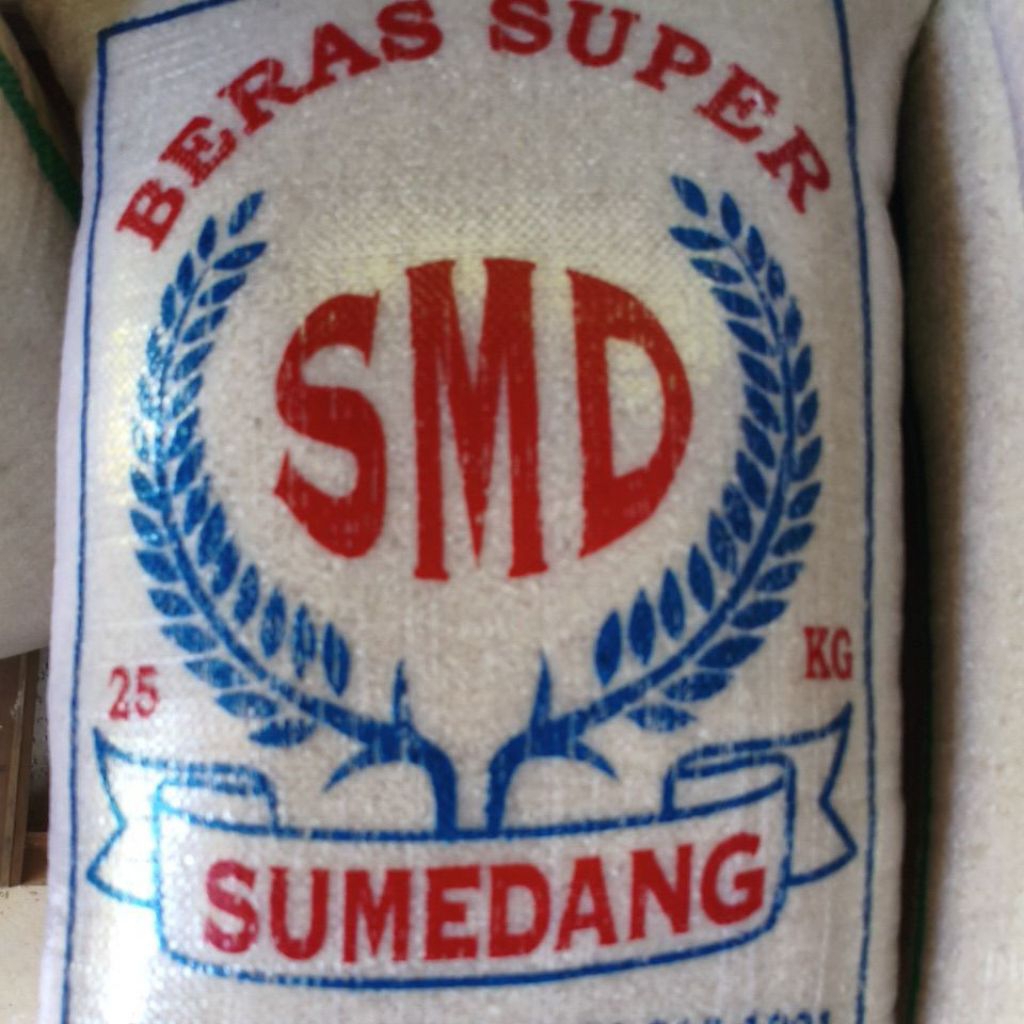 BERAS SUPER
SMD
25 KG
SUMEDANG